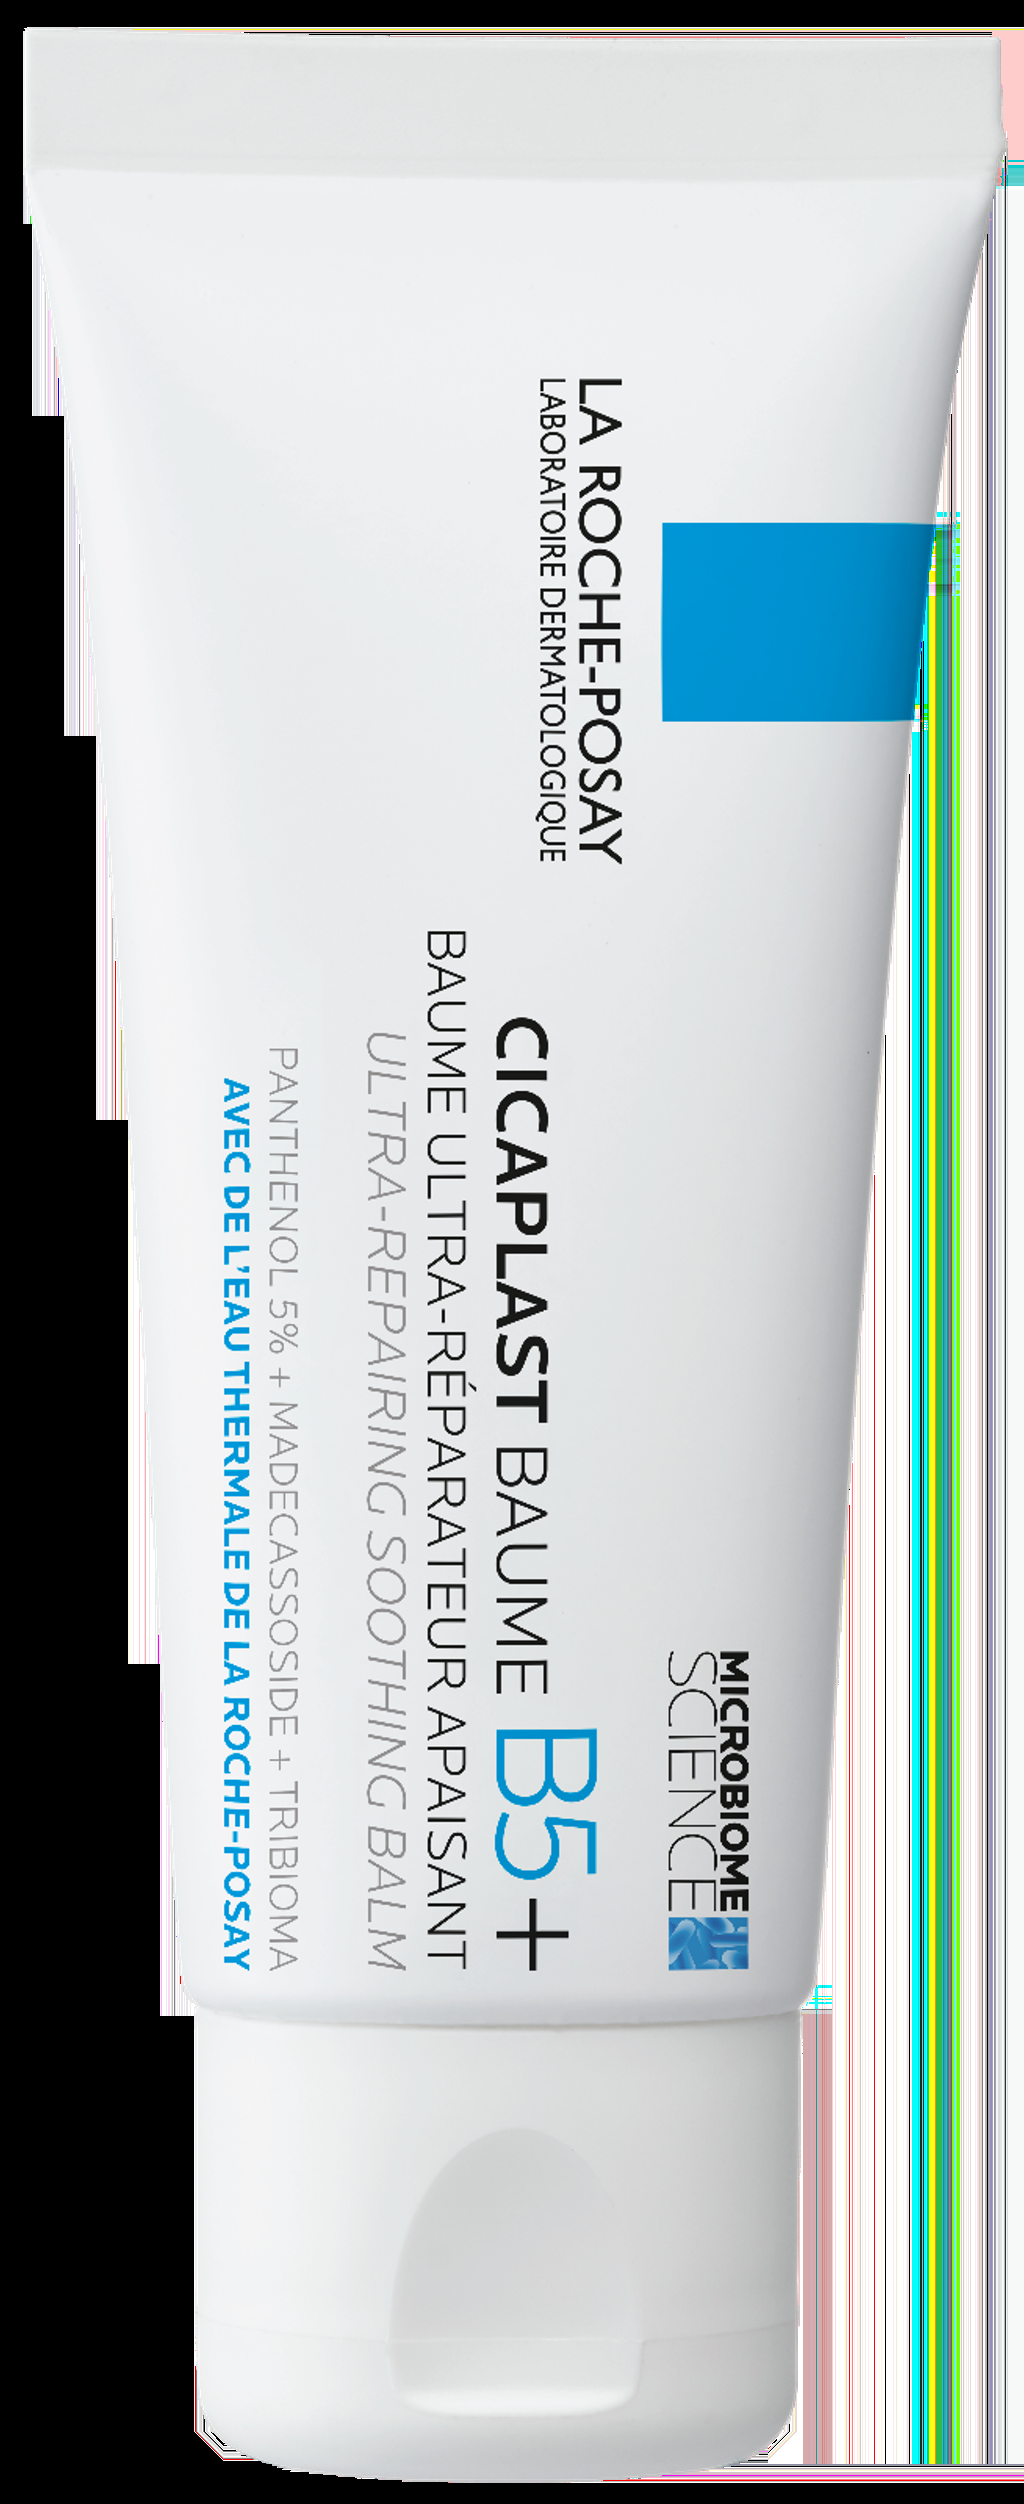 LA ROCHE-POSAY
LABORATOIRE DERMATOLOGIQUE
MICROBIOME
SCIENCE
CICAPLAST BAUME B5+
BAUME ULTRA-RÉPARATEUR APAISANT
ULTRA-REPAIRING SOOTHING BALM
PANTHENOL 5% + MADECASSOSIDE + TRIBIOMA
AVEC DE L'EAU THERMALE DE LA ROCHE-POSAY